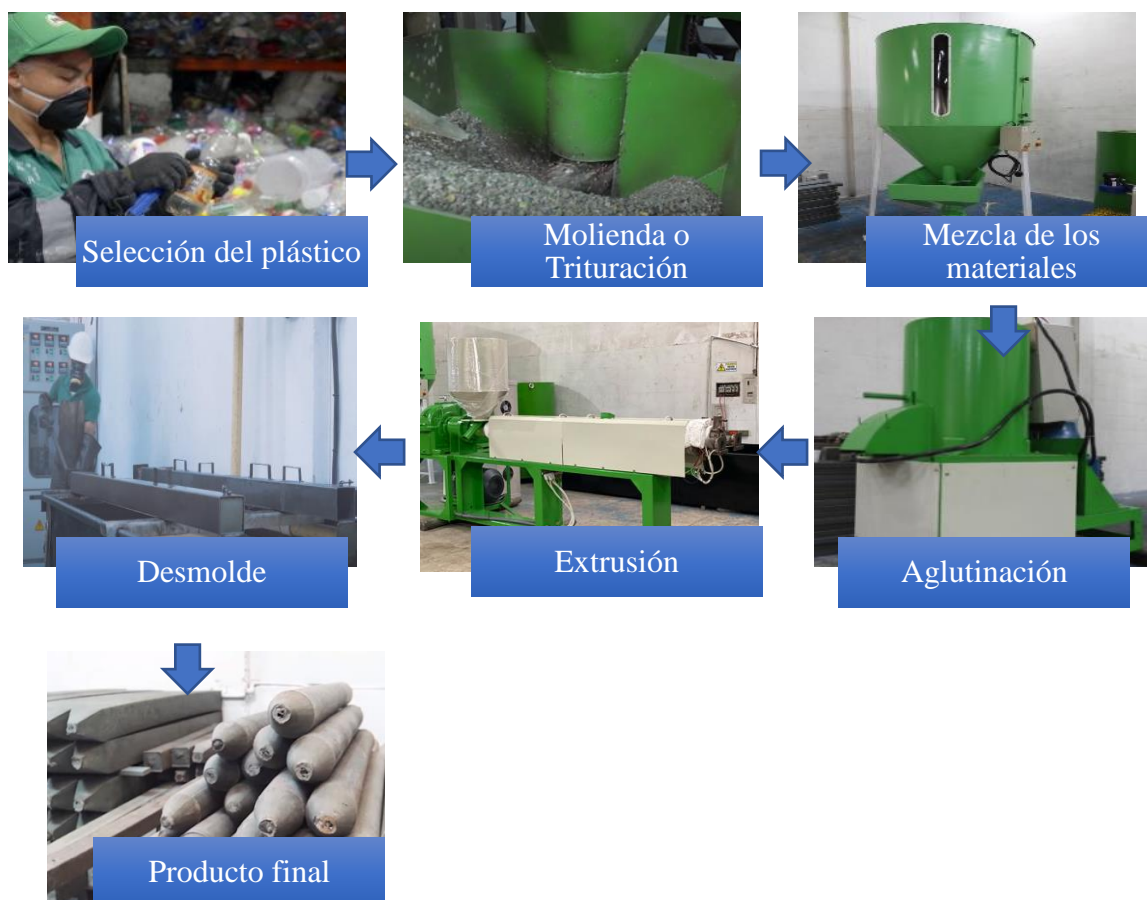 Selección del plástico
Molienda o
Trituración
Mezcla de los
materiales
Aglutinación
Extrusión
Desmolde
Producto final